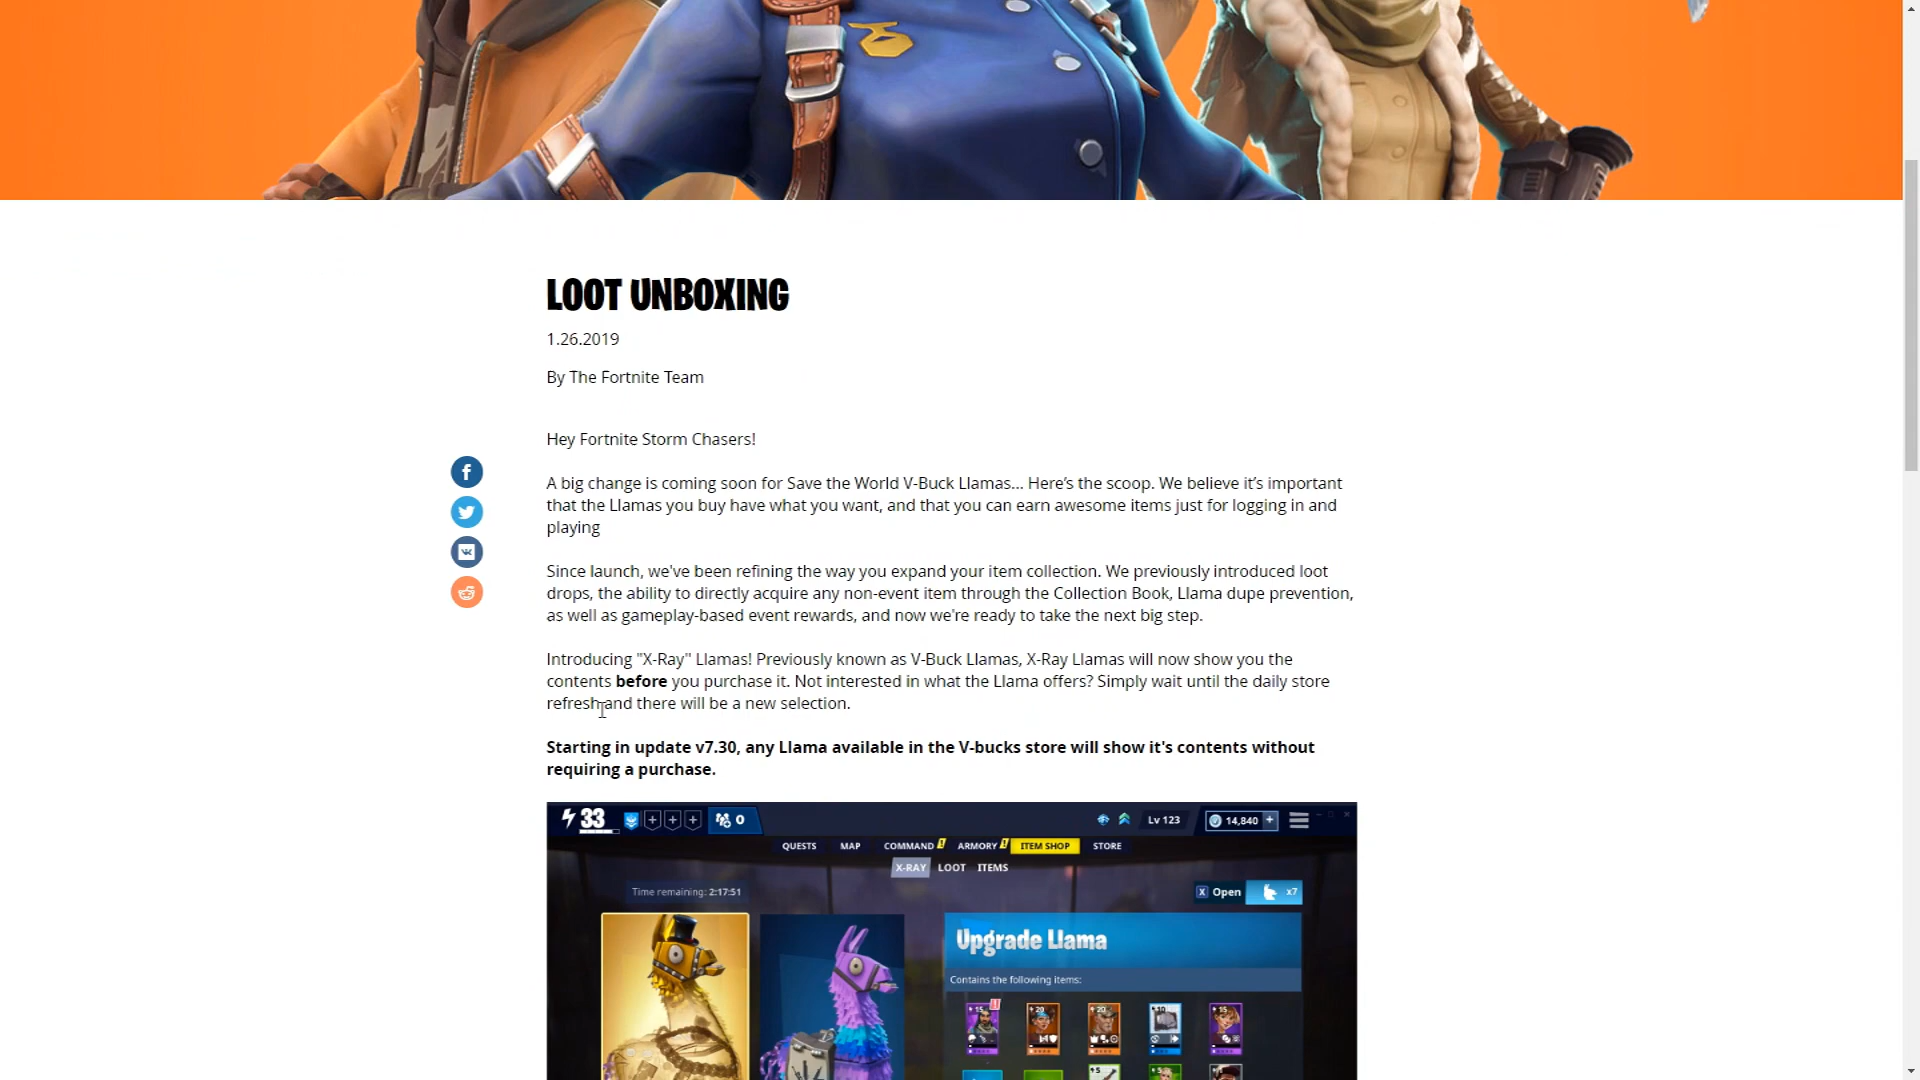 LOOT UNBOXING
1.26.2019
By The Fortnite Team
Hey Fortnite Storm Chasers!
A big change is coming soon for Save the World V-Buck Llamas... Here's the scoop. We believe it's important
that the Llamas you buy have what you want, and that you can earn awesome items just for logging in and
playing
Since launch, we've been refining the way you expand your item collection. We previously introduced loot
drops, the ability to directly acquire any non-event item through the Collection Book, Llama dupe prevention,
as well as gameplay-based event rewards, and now we're ready to take the next big step.
Introducing "X-Ray" Llamas! Previously known as V-Buck Llamas, X-Ray Llamas will now show you the
contents before you purchase it. Not interested in what the Llama offers? Simply wait until the daily store
refresh and there will be a new selection.
Starting in update v7.30, any Llama available in the V-bucks store will show it's contents without
requiring a purchase.
33 0 Lv 123 14,840 +
QUESTS MAP COMMAND ARMORY ITEM SHOP STORE
X-RAY LOOT ITEMS
Time remaining: 2:17:51 X Open x7
Upgrade Llama
Contains the following items:
15 20 20 10 15
5 5